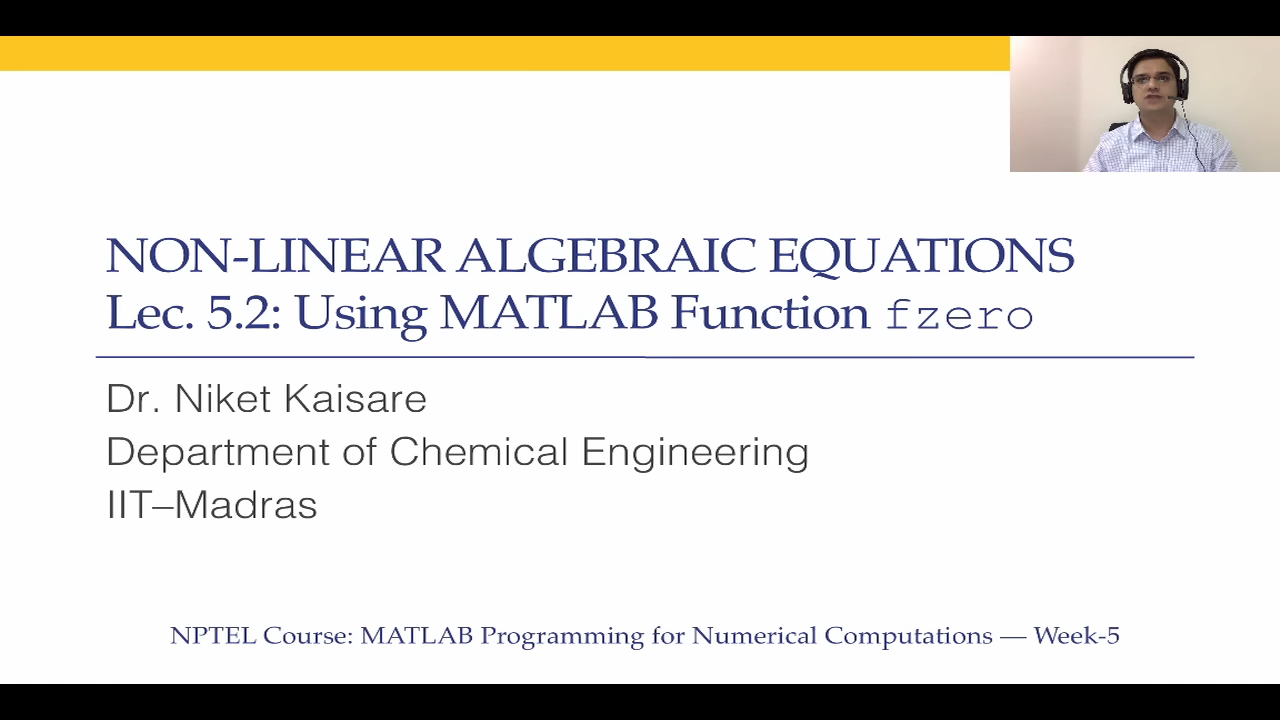 NON-LINEAR ALGEBRAIC EQUATIONS
Lec. 5.2: Using MATLAB Function fzero
Dr. Niket Kaisare
Department of Chemical Engineering
IIT–Madras
NPTEL Course: MATLAB Programming for Numerical Computations — Week-5